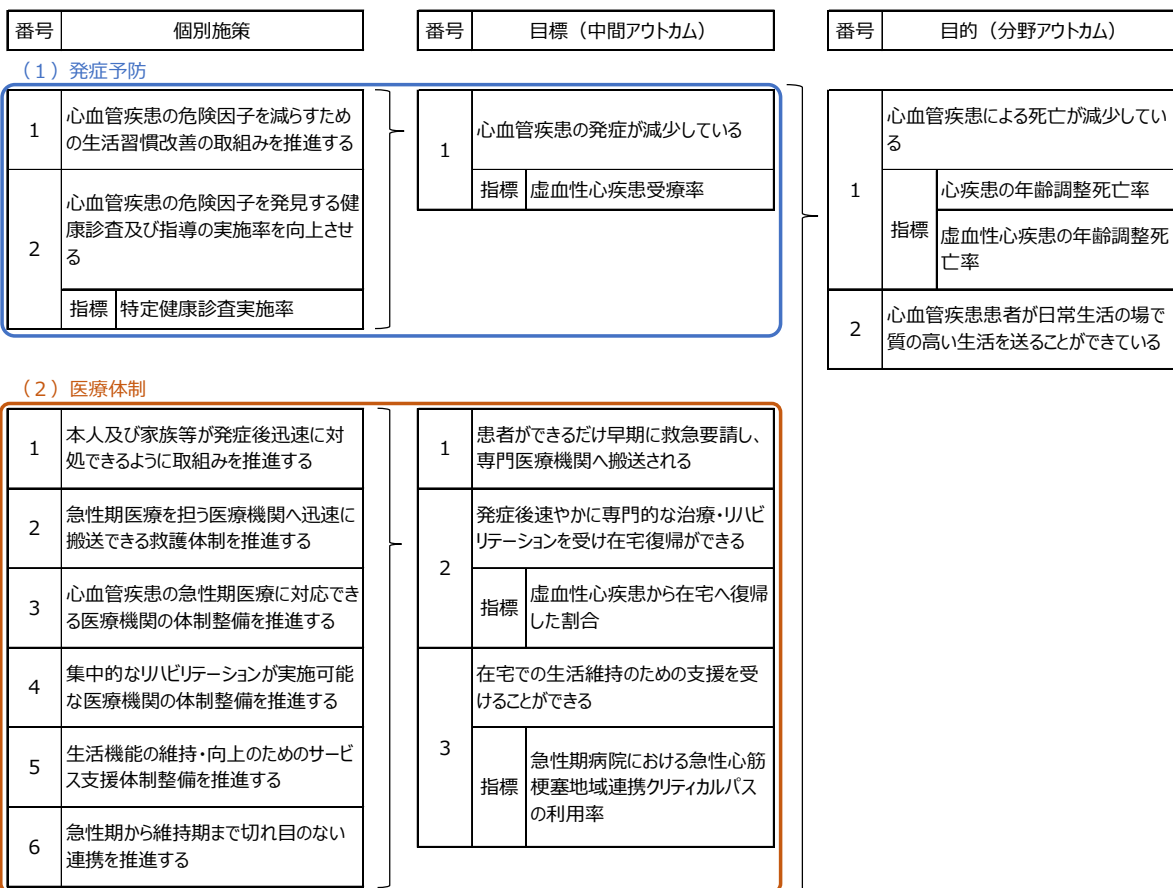 番号 個別施策
番号 目標（中間アウトカム）
番号 目的（分野アウトカム）
（１）発症予防
1 心血管疾患の危険因子を減らすため
の生活習慣改善の取組みを推進する
2 心血管疾患の危険因子を発見する健
康診査及び指導の実施率を向上させ
る
指標 特定健康診査実施率
1 心血管疾患の発症が減少している
指標 虚血性心疾患受療率
1 心血管疾患による死亡が減少してい
る
指標 心疾患の年齢調整死亡率
虚血性心疾患の年齢調整死
亡率
2 心血管疾患患者が日常生活の場で
質の高い生活を送ることができている
（２）医療体制
1 本人及び家族等が発症後迅速に対
処できるように取組みを推進する
2 急性期医療を担う医療機関へ迅速に
搬送できる救護体制を推進する
3 心血管疾患の急性期医療に対応でき
る医療機関の体制整備を推進する
4 集中的なリハビリテーションが実施可能
な医療機関の体制整備を推進する
5 生活機能の維持・向上のためのサービ
ス支援体制整備を推進する
6 急性期から維持期まで切れ目のない
連携を推進する
1 患者ができるだけ早期に救急要請し、
専門医療機関へ搬送される
2 発症後速やかに専門的な治療・リハビ
リテーションを受け在宅復帰ができる
指標 虚血性心疾患から在宅へ復帰
した割合
3 在宅での生活維持のための支援を受
けることができる
指標 急性期病院における急性心筋
梗塞地域連携クリティカルパス
の利用率